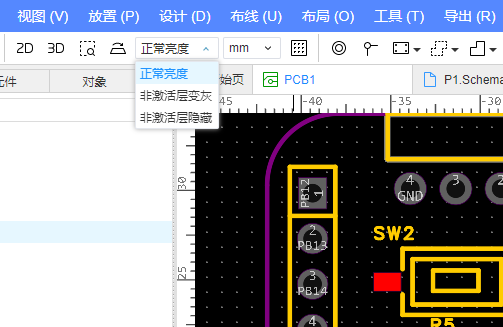 视图 (V) 放置 (P) 设计 (D) 布线 (U) 布局 (O) 工具 (T) 导出 (R)
2D 3D 正常亮度 mm
元件 对象 始页 PCB1 P1.Schema
正常亮度
非激活层变灰
非激活层隐藏
-45 -40 -35 -30
30
25
PB12
1
2
PB13
3
PB14
4
4
GND
3
2
SW2
R5